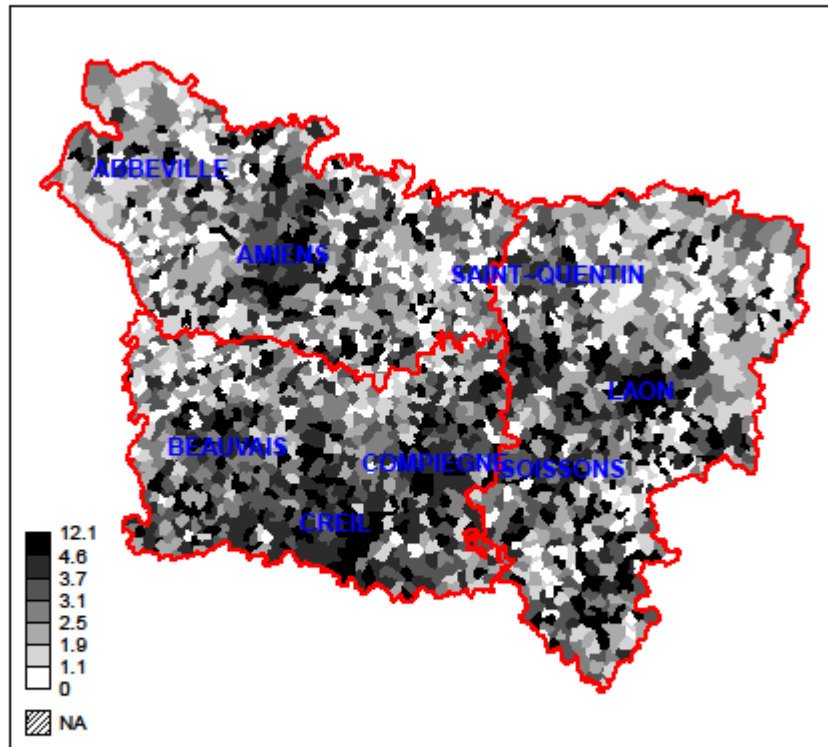 ABBEVILLE
AMIENS
SAINT−QUENTIN
LAON
BEAUVAIS
COMPIEGNE
SOISSONS
CREIL
12.1
4.6
3.7
3.1
2.5
1.9
1.1
0
NA